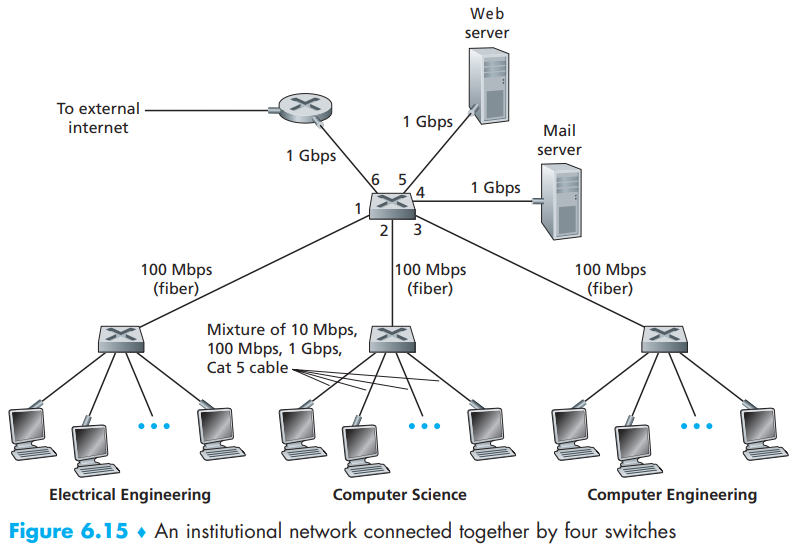 Web
server
To external
internet
1 Gbps
Mail
server
1 Gbps
1 Gbps
6 5
4
1
2 3
100 Mbps
(fiber)
100 Mbps
(fiber)
100 Mbps
(fiber)
Mixture of 10 Mbps,
100 Mbps, 1 Gbps,
Cat 5 cable
Electrical Engineering
Computer Science
Computer Engineering
Figure 6.15 ♦ An institutional network connected together by four switches